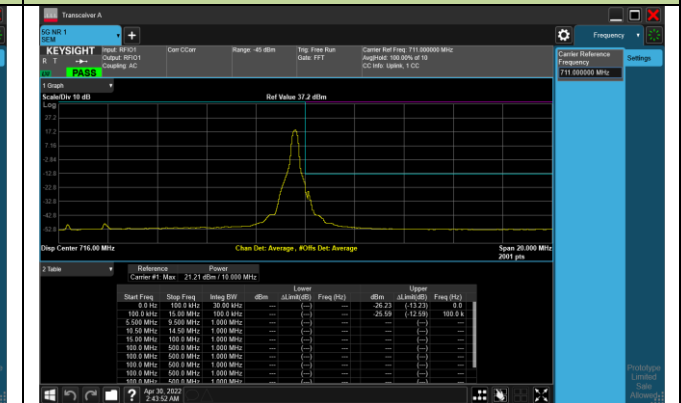 Transceiver A
5G NR 1
SEM
Frequency
KEYSIGHT
R T
PASS
Input: RFIO1
Output: RFIO1
Coupling: AC
Corr CCorr
Range: -45 dBm
Trig: Free Run
Gate: FFT
Carrier Ref Freq: 711.000000 MHz
Avg|Hold: 100.00% of 10
CC Info: Uplink, 1 CC
Carrier Reference
Frequency
711.000000 MHz
Settings
1 Graph
Scale/Div 10 dB
Ref Value 37.2 dBm
Log
27.2
17.2
7.16
-2.84
-12.8
-22.8
-32.8
-42.8
-52.8
Disp Center 716.00 MHz
Chan Det: Average , #Offs Det: Average
Span 20.000 MHz
2001 pts
2 Table
Reference Power
Carrier #1: Max : 21.21 dBm / 10.000 MHz
Lower Upper
Start Freq Stop Freq Integ BW dBm ΔLimit(dB) Freq (Hz) dBm ΔLimit(dB) Freq (Hz)
0.0 Hz 100.0 kHz 30.00 kHz --- (---) --- -26.23 (-13.23) 0.0
100.0 kHz 15.00 MHz 100.0 kHz --- (---) --- -25.59 (-12.59) 100.0 k
5.500 MHz 9.500 MHz 1.000 MHz --- (---) --- --- (---) ---
10.50 MHz 14.50 MHz 1.000 MHz --- (---) --- --- (---) ---
15.00 MHz 100.0 MHz 1.000 MHz --- (---) --- --- (---) ---
100.0 MHz 500.0 MHz 1.000 MHz --- (---) --- --- (---) ---
100.0 MHz 500.0 MHz 1.000 MHz --- (---) --- --- (---) ---
100.0 MHz 500.0 MHz 1.000 MHz --- (---) --- --- (---) ---
100.0 MHz 500.0 MHz 1.000 MHz --- (---) --- --- (---) ---
100.0 MHz 500.0 MHz 1.000 MHz --- (---) --- --- (---) ---
Apr 30, 2022
2:43:52 AM
Prototype
Limited
Sale
Allowed